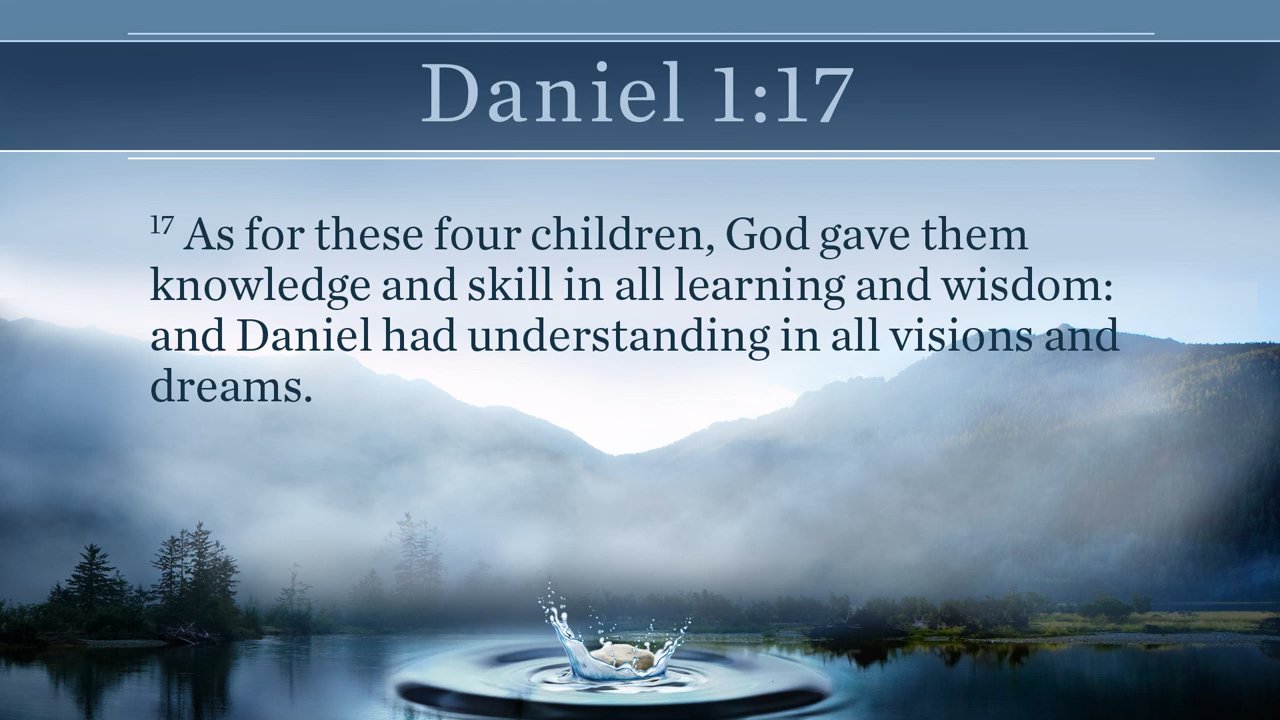 Daniel 1:17
17 As for these four children, God gave them
knowledge and skill in all learning and wisdom:
and Daniel had understanding in all visions and
dreams.